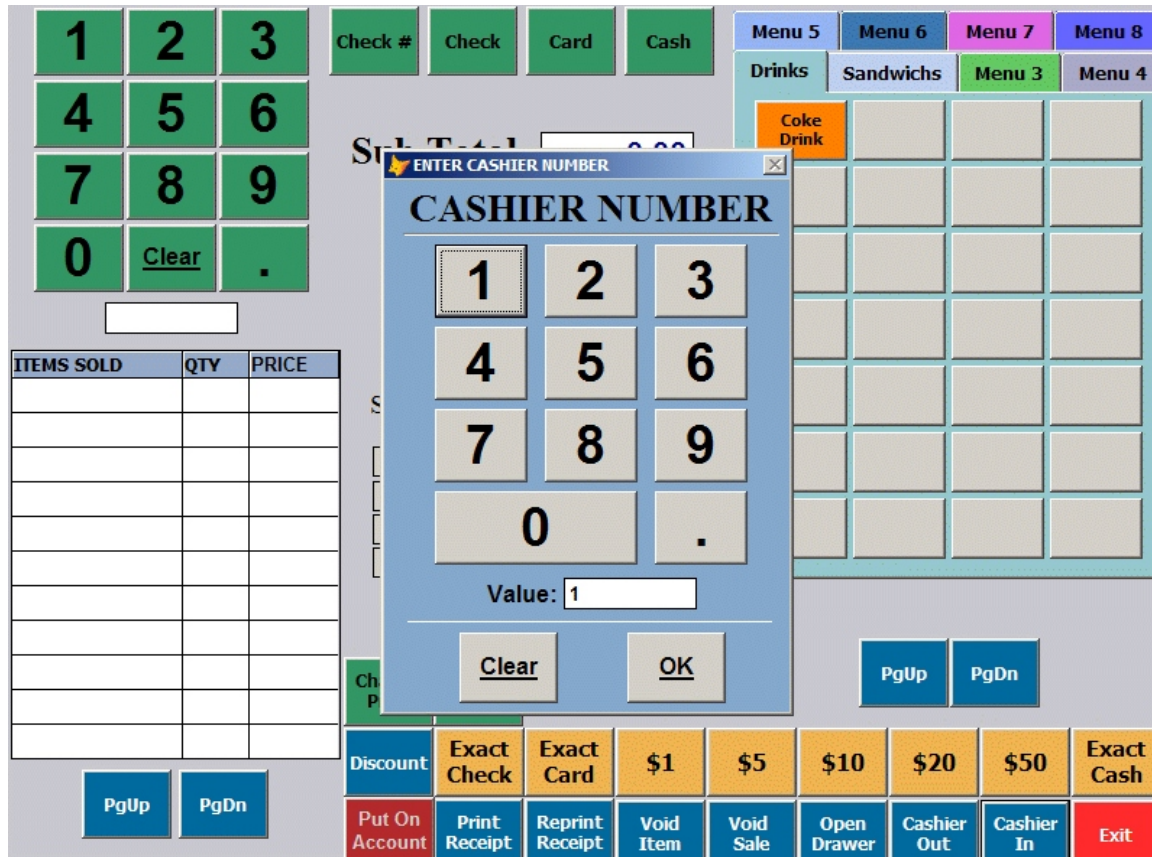 1 2 3
4 5 6
7 8 9
0 Clear .
Check # Check Card Cash
Menu 5 Menu 6 Menu 7 Menu 8
Drinks Sandwichs Menu 3 Menu 4
Coke
Drink
Sub Total 0.00
ENTER CASHIER NUMBER
CASHIER NUMBER
1 2 3
4 5 6
7 8 9
0 .
Value: 1
Clear OK
ITEMS SOLD QTY PRICE
PgUp PgDn
PgUp PgDn
Discount
Exact
Check
Exact
Card
$1 $5 $10 $20 $50
Exact
Cash
Put On
Account
Print
Receipt
Reprint
Receipt
Void
Item
Void
Sale
Open
Drawer
Cashier
Out
Cashier
In
Exit